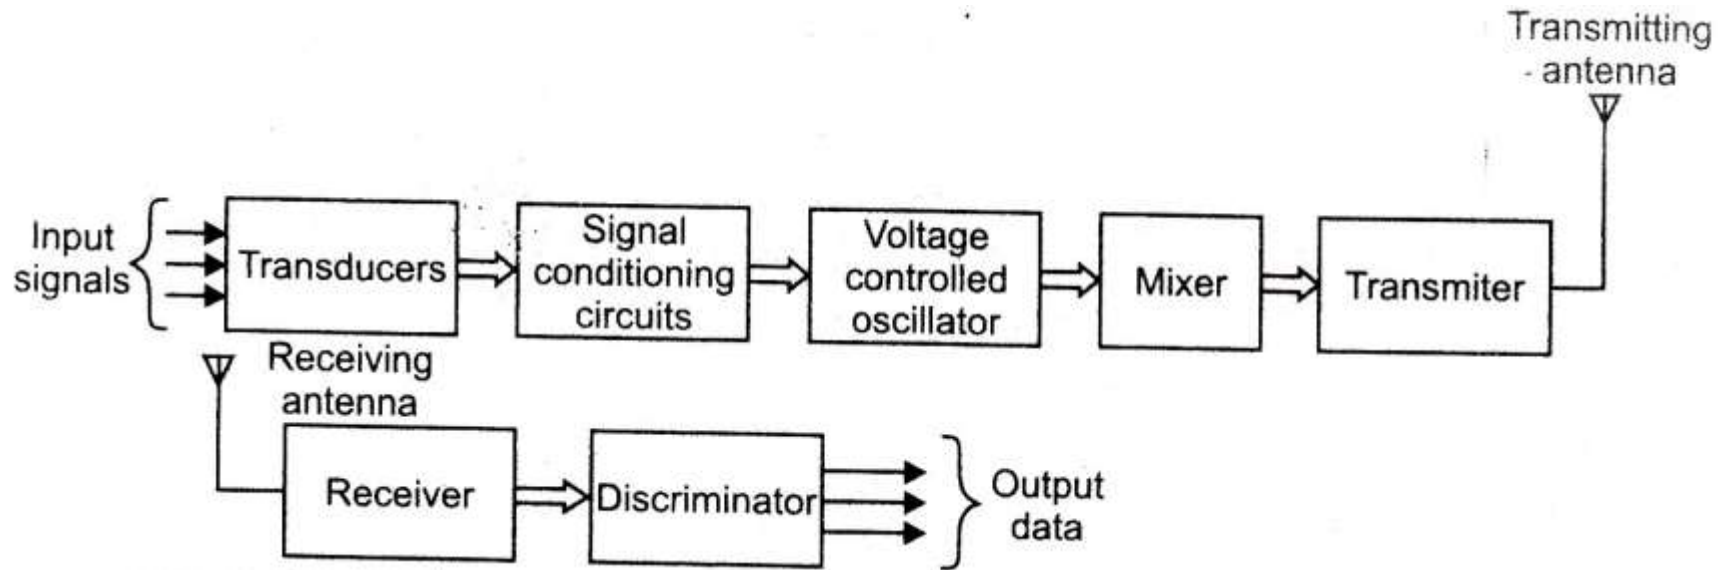 Transmitting
antenna
Input
signals
Transducers
Signal
conditioning
circuits
Voltage
controlled
oscillator
Mixer
Transmiter
Receiving
antenna
Receiver
Discriminator
Output
data